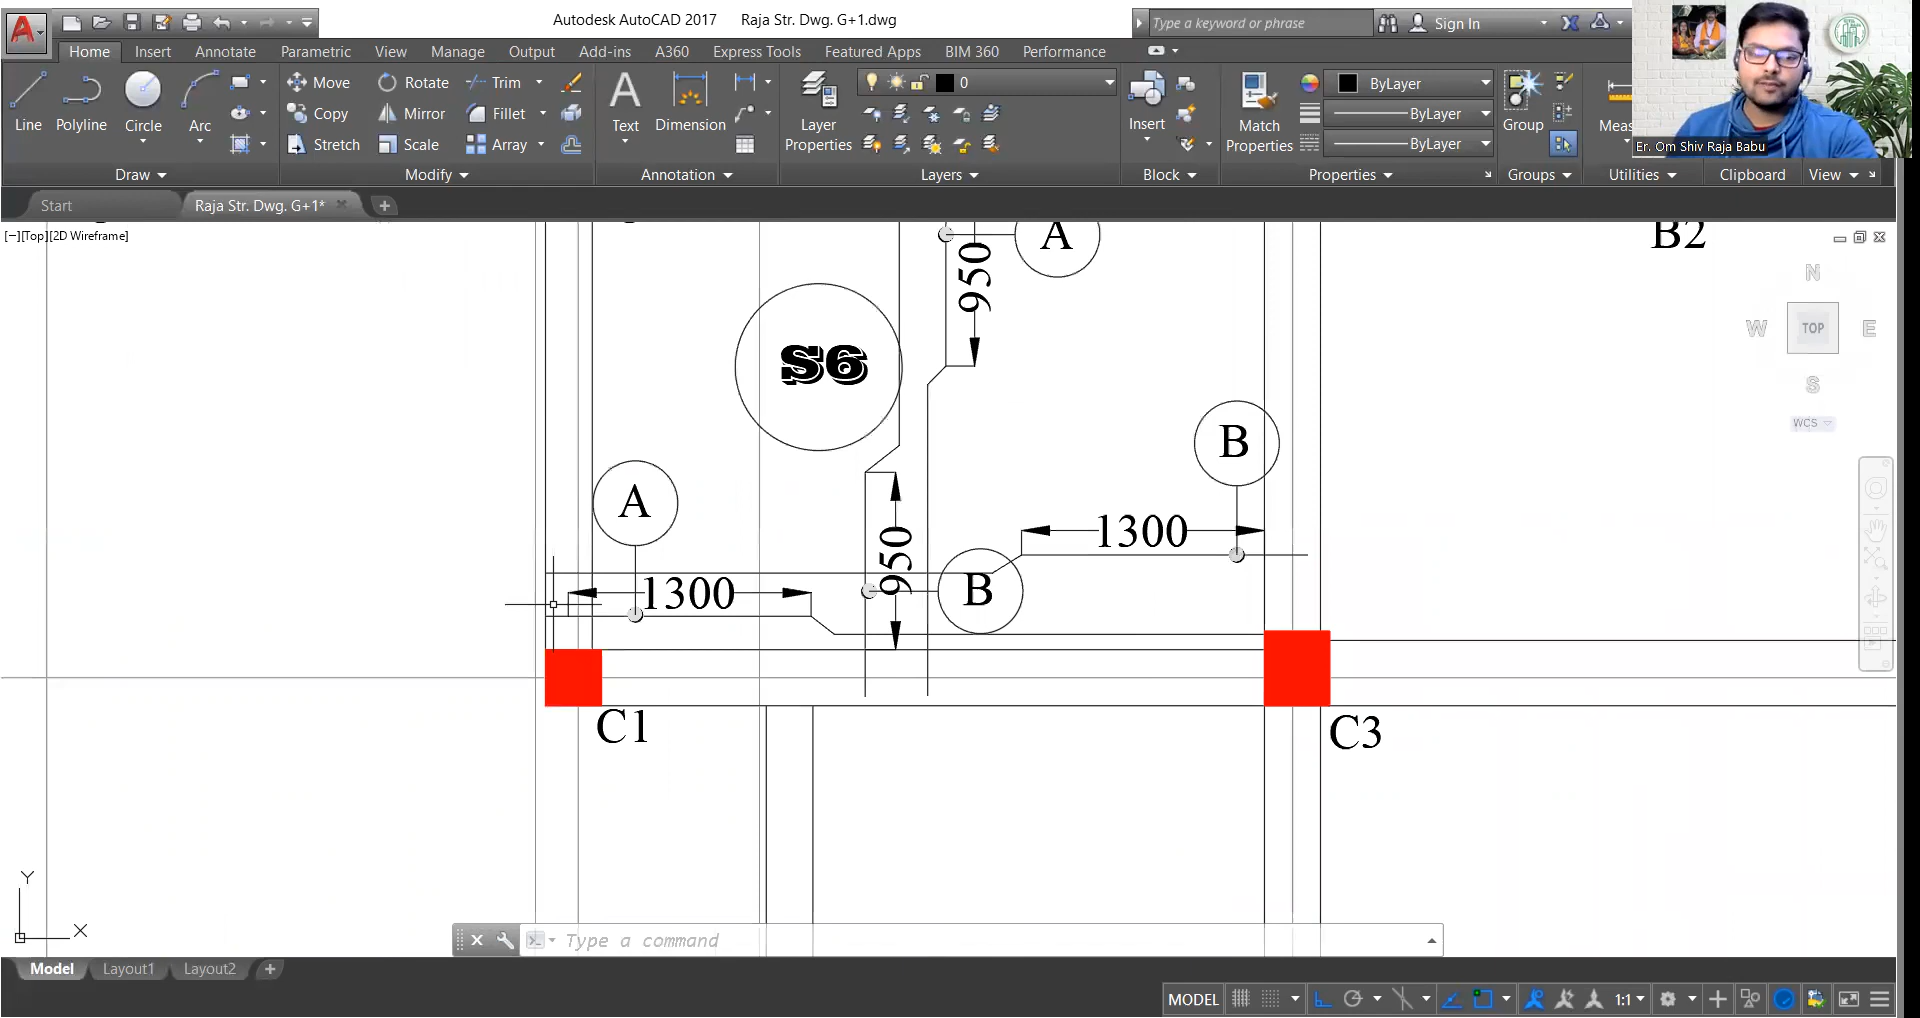 Autodesk AutoCAD 2017 Raja Str. Dwg. G+1.dwg
Type a keyword or phrase
Sign In
Home Insert Annotate Parametric View Manage Output Add-ins A360 Express Tools Featured Apps BIM 360 Performance
Line
Polyline
Circle
Arc
Move
Rotate
Trim
Copy
Mirror
Fillet
Stretch
Scale
Array
Text
Dimension
Layer
Properties
0
Insert
Match
Properties
ByLayer
ByLayer
ByLayer
Group
Meas
Er. Om Shiv Raja Babu
Draw Modify Annotation Layers Block Properties Groups Utilities Clipboard View
Start
Raja Str. Dwg. G+1*
[−][Top][2D Wireframe]
A
B2
950
N
W
TOP
E
S
WCS
S6
B
A
1300
950
1300
B
C1
C3
Y
X
Type a command
Model Layout1 Layout2
MODEL
1:1